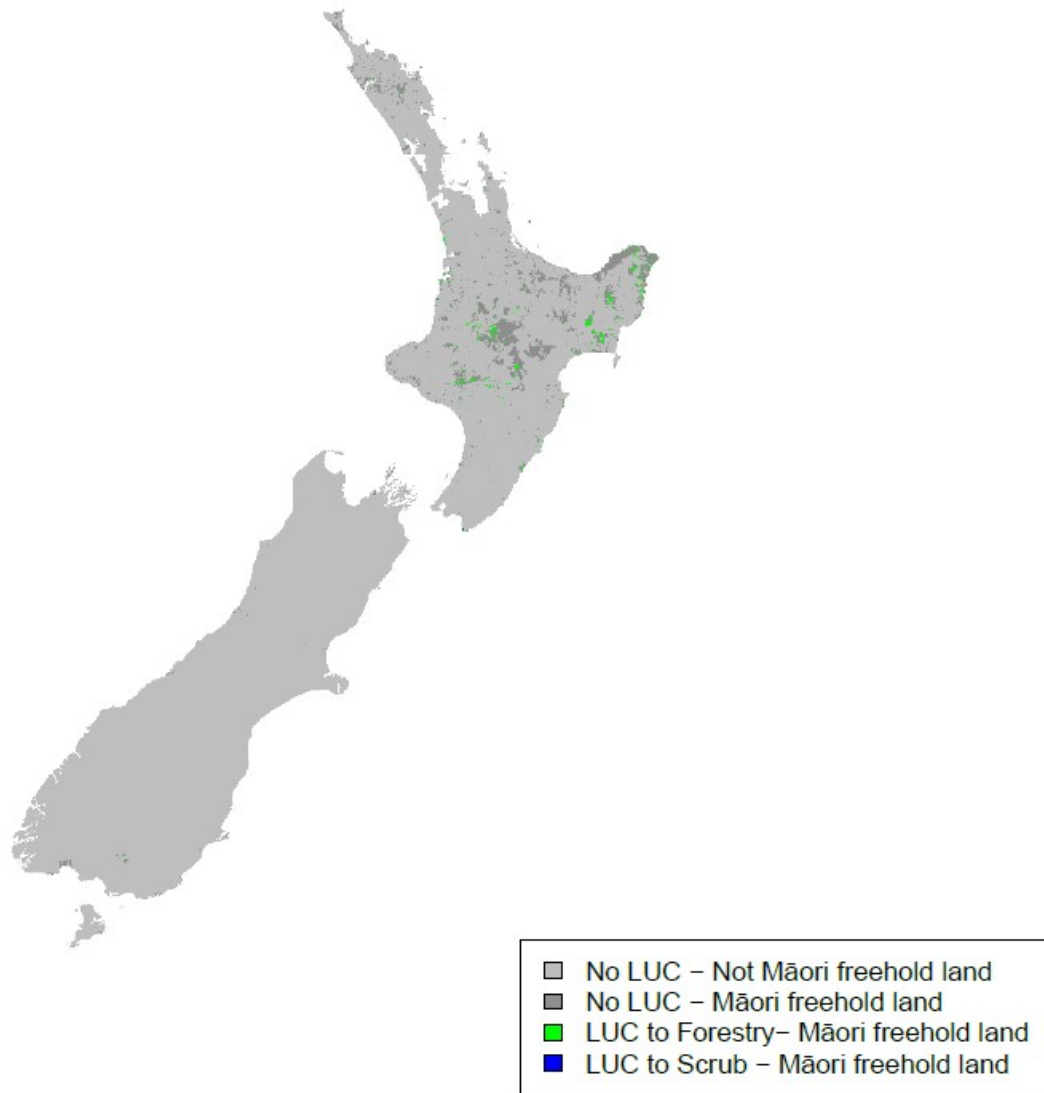 No LUC – Not Māori freehold land
No LUC – Māori freehold land
LUC to Forestry– Māori freehold land
LUC to Scrub – Māori freehold land